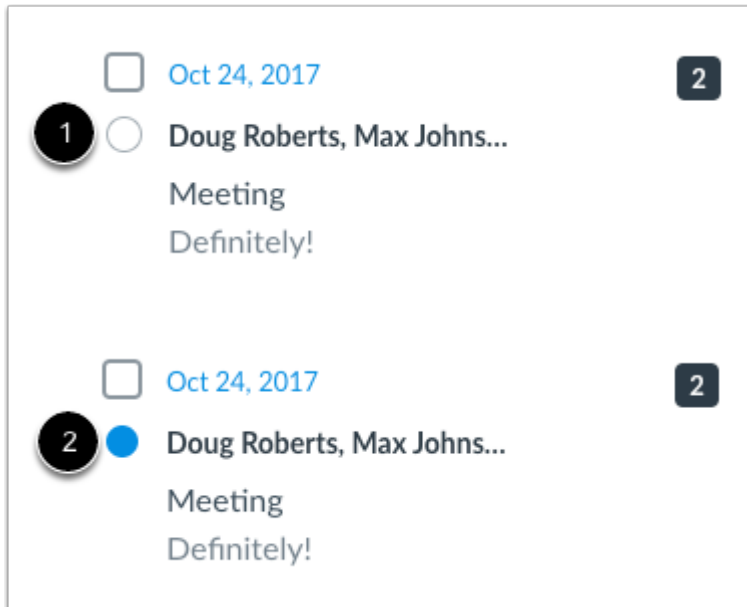 Oct 24, 2017 2
1 Doug Roberts, Max Johns...
Meeting
Definitely!
Oct 24, 2017 2
2 Doug Roberts, Max Johns...
Meeting
Definitely!